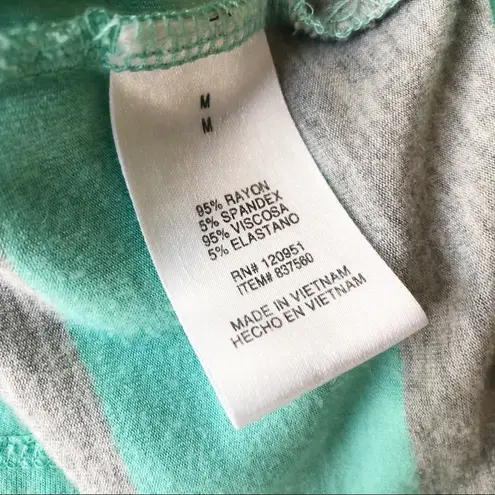 M
M
95% RAYON
5% SPANDEX
95% VISCOSA
5% ELASTANO
RN# 120951
ITEM# 837560
MADE IN VIETNAM
HECHO EN VIETNAM